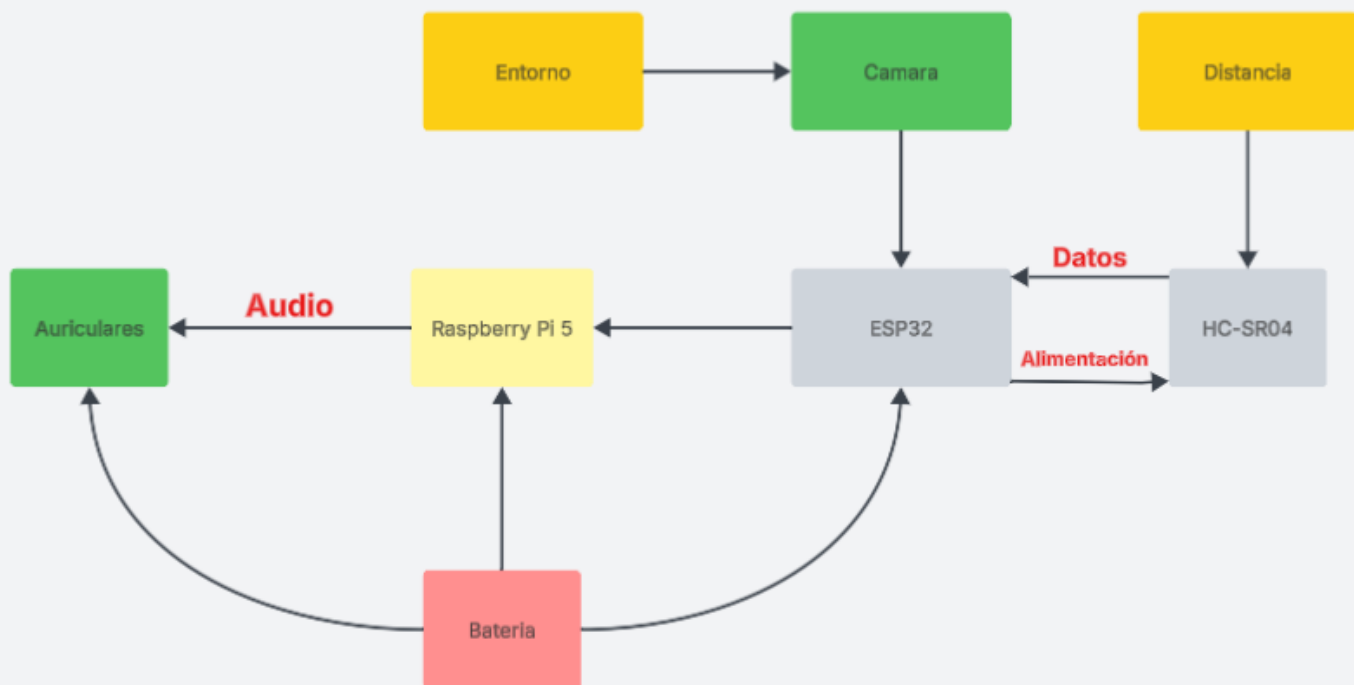 Entorno
Camara
Distancia
Datos
Audio
Auriculares
Raspberry Pi 5
ESP32
HC-SR04
Alimentación
Bateria